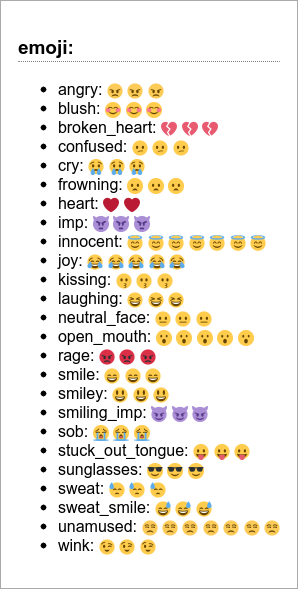 emoji:
angry: 😠 😠 😠
blush: 😊 😊 😊
broken_heart: 💔 💔 💔
confused: 😕 😕 😕
cry: 😢 😢 😢
frowning: 😦 😦 😦
heart: ❤ ❤
imp: 👿 👿 👿
innocent: 😇 😇 😇 😇 😇 😇 😇
joy: 😂 😂 😂 😂 😂
kissing: 😗 😗 😗
laughing: 😆 😆 😆
neutral_face: 😐 😐 😐
open_mouth: 😮 😮 😮 😮 😮
rage: 😡 😡 😡
smile: 😄 😄 😄
smiley: 😃 😃 😃
smiling_imp: 😈 😈 😈
sob: 😭 😭 😭
stuck_out_tongue: 😛 😛 😛
sunglasses: 😎 😎 😎
sweat: 😓 😓 😓
sweat_smile: 😅 😅 😅
unamused: 😒 😒 😒 😒 😒 😒 😒
wink: 😉 😉 😉